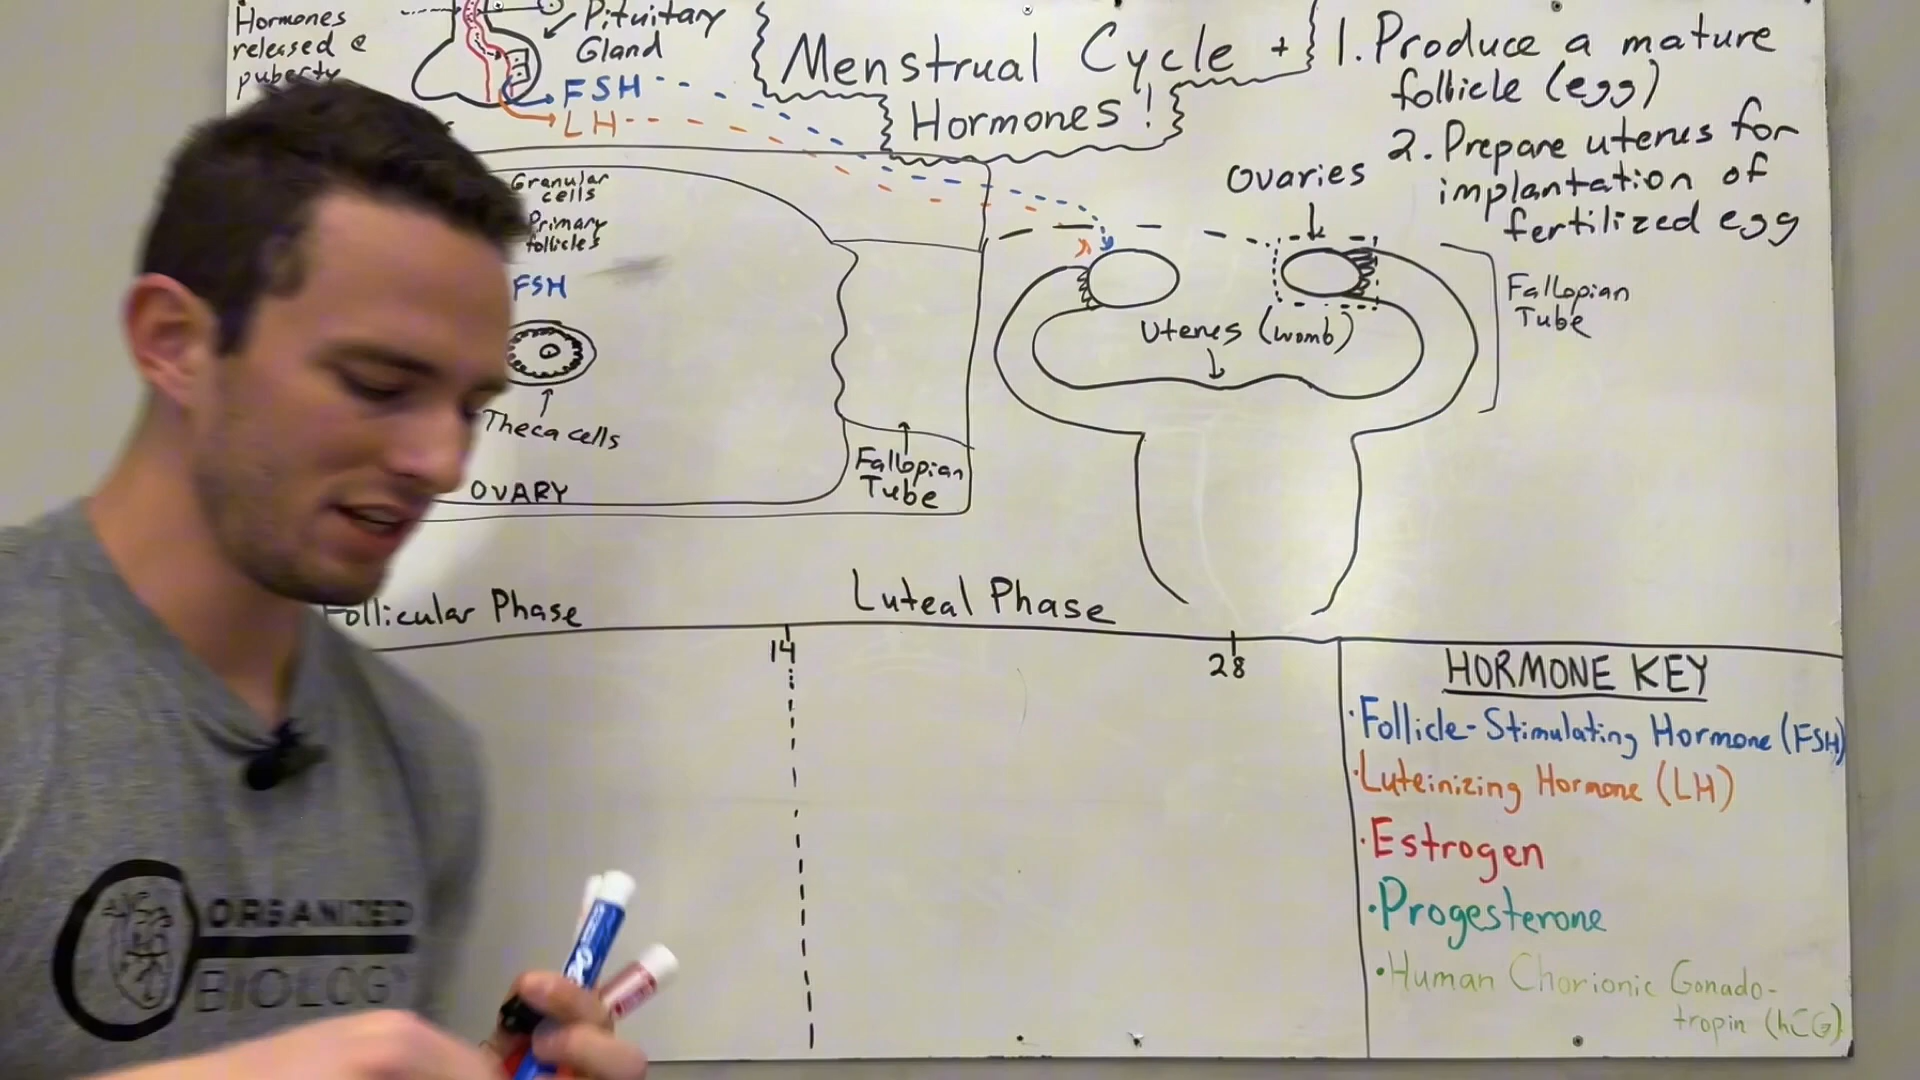 Hormones
released @
puberty
Pituitary
Gland
FSH
LH
Menstrual Cycle +
Hormones!
1. Produce a mature
follicle (egg)
2. Prepare uterus for
implantation of
fertilized egg
Granular
cells
Primary
follicles
FSH
Theca cells
OVARY
Fallopian
Tube
Ovaries
Uterus (womb)
Fallopian
Tube
Follicular Phase
Luteal Phase
14
28
HORMONE KEY
·Follicle-Stimulating Hormone (FSH)
·Luteinizing Hormone (LH)
·Estrogen
·Progesterone
·Human Chorionic Gonado-
tropin (hCG)
ORGANIZED
BIOLOGY